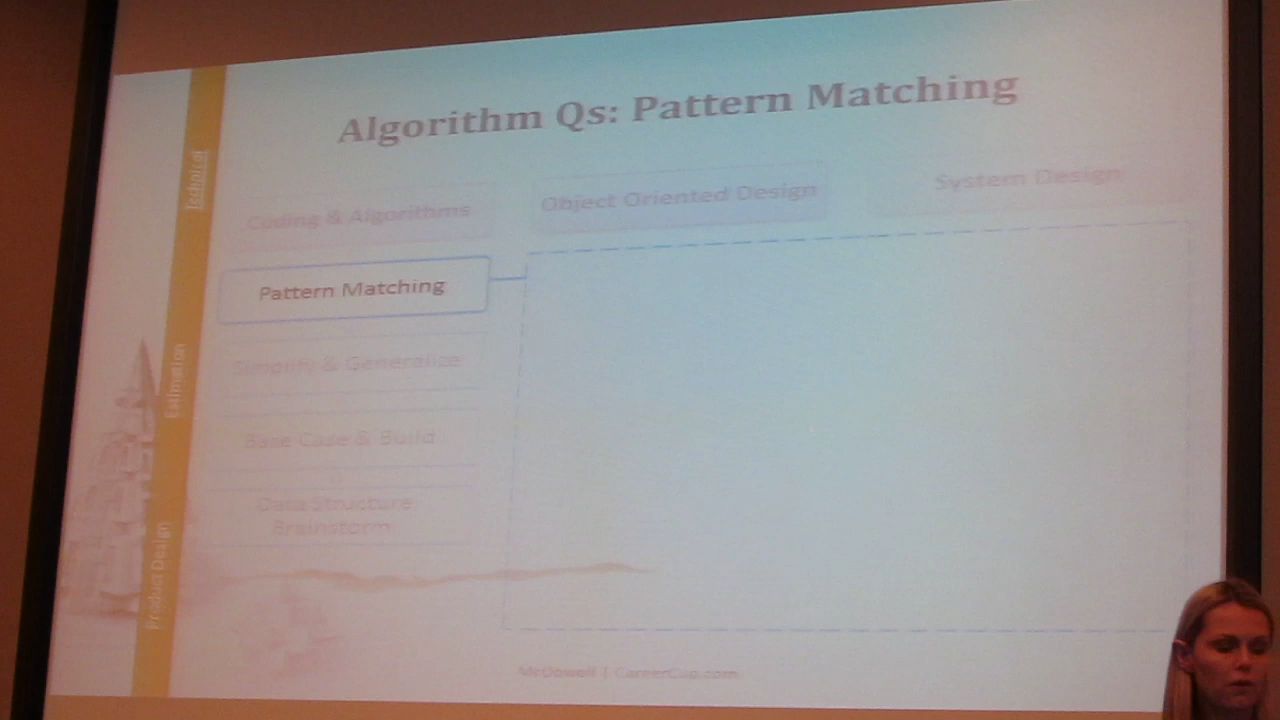 Algorithm Qs: Pattern Matching
Technical
Estimation
Product Design
Coding & Algorithms
Object Oriented Design
System Design
Pattern Matching
Simplify & Generalize
Base Case & Build
Data Structure
Brainstorm
McDowell | CareerCup.com